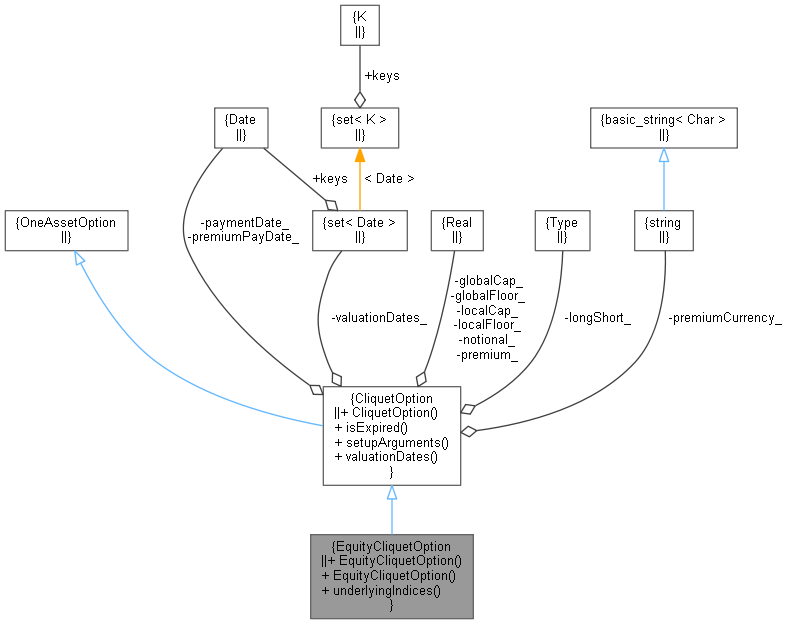 {K
||}
+keys
{Date
||}
{set< K >
||}
{basic_string< Char >
||}
+keys
< Date >
{OneAssetOption
||}
-paymentDate_
-premiumPayDate_
{set< Date >
||}
{Real
||}
{Type
||}
{string
||}
-valuationDates_
-globalCap_
-globalFloor_
-localCap_
-localFloor_
-notional_
-premium_
-longShort_
-premiumCurrency_
{CliquetOption
||+ CliquetOption()
+ isExpired()
+ setupArguments()
+ valuationDates()
}
{EquityCliquetOption
||+ EquityCliquetOption()
+ EquityCliquetOption()
+ underlyingIndices()
}